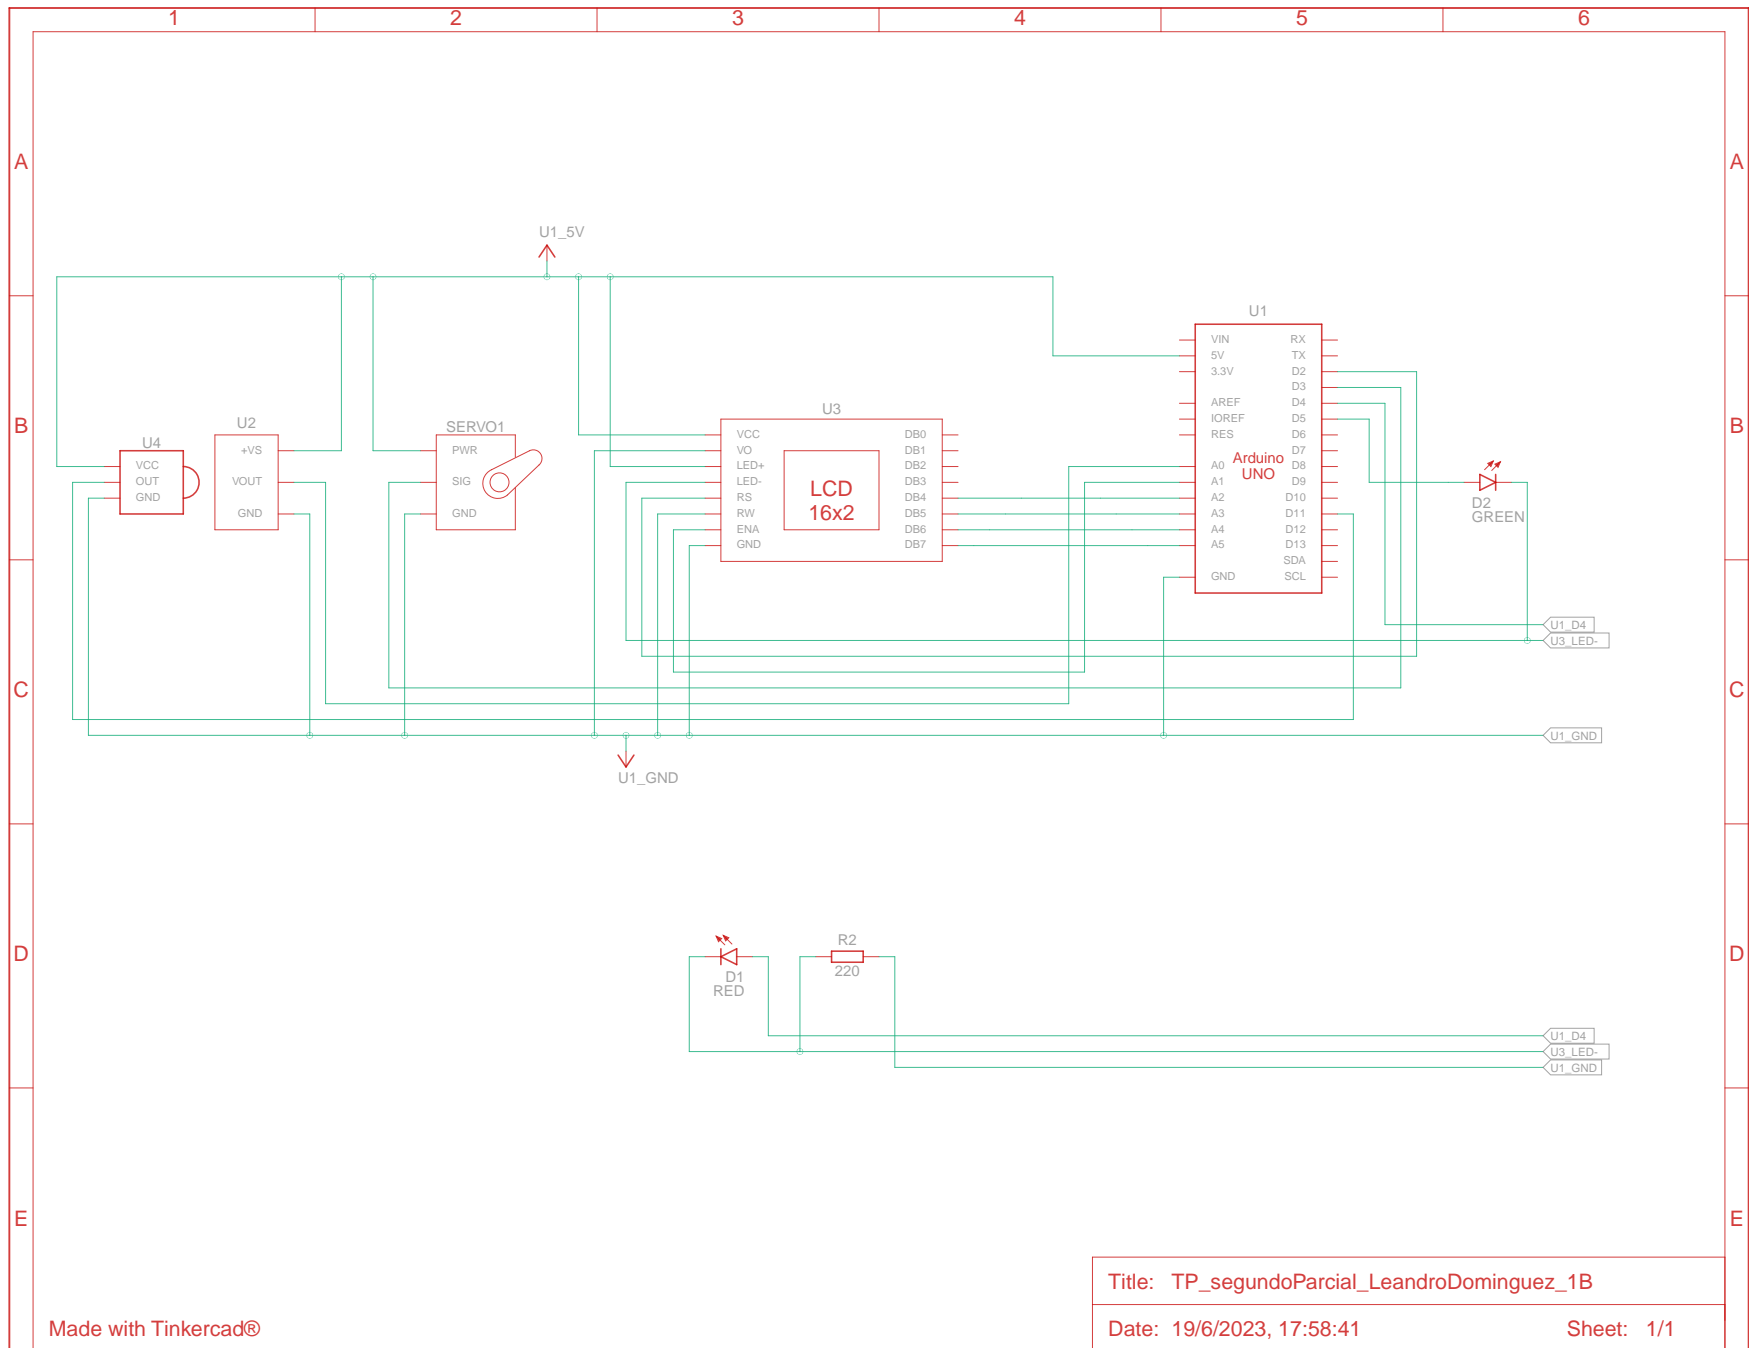 1 2 3 4 5 6
A A
U1_5V
B B
U4
VCC
OUT
GND
U2
+VS
VOUT
GND
SERVO1
PWR
SIG
GND
U3
VCC DB0
VO DB1
LED+ DB2
LED- DB3
RS DB4
RW DB5
ENA DB6
GND DB7
LCD
16x2
U1
VIN RX
5V TX
3.3V D2
D3
AREF D4
IOREF D5
RES D6
D7
A0 D8
A1 D9
A2 D10
A3 D11
A4 D12
A5 D13
SDA
GND SCL
Arduino
UNO
D2
GREEN
C C
U1_D4
U3_LED-
U1_GND
U1_GND
D D
D1
RED
R2
220
U1_D4
U3_LED-
U1_GND
E E
Title: TP_segundoParcial_LeandroDominguez_1B
Made with Tinkercad®
Date: 19/6/2023, 17:58:41 Sheet: 1/1